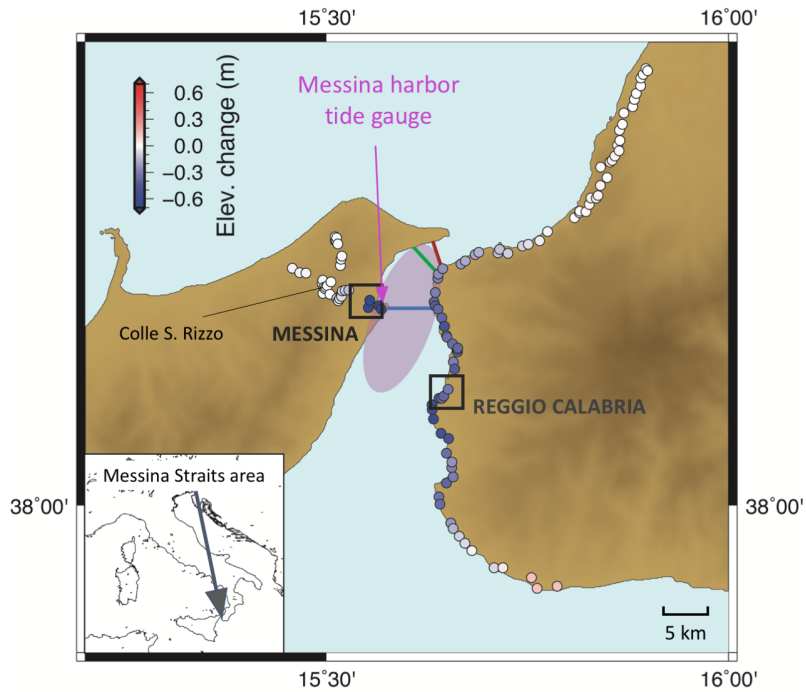 15°30'
16°00'
Messina harbor
tide gauge
0.6
0.3
0.0
−0.3
−0.6
Elev. change (m)
Colle S. Rizzo
MESSINA
REGGIO CALABRIA
Messina Straits area
38°00'
38°00'
5 km
15°30'
16°00'